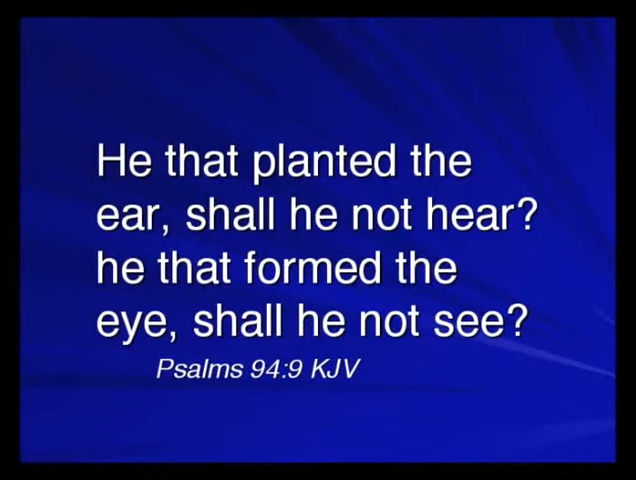 He that planted the
ear, shall he not hear?
he that formed the
eye, shall he not see?
Psalms 94:9 KJV